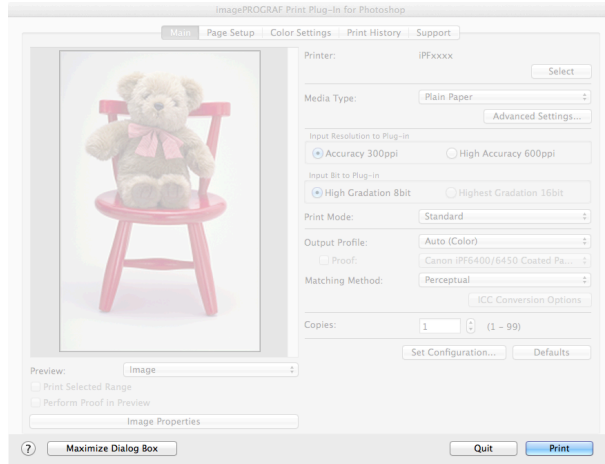 imagePROGRAF Print Plug-In for Photoshop
Main Page Setup Color Settings Print History Support
Printer: iPFxxxx
Select
Media Type: Plain Paper
Advanced Settings...
Input Resolution to Plug-in
Accuracy 300ppi High Accuracy 600ppi
Input Bit to Plug-in
High Gradation 8bit Highest Gradation 16bit
Print Mode: Standard
Output Profile: Auto (Color)
Proof: Canon iPF6400/6450 Coated Pa...
Matching Method: Perceptual
ICC Conversion Options
Copies: 1 (1 – 99)
Set Configuration... Defaults
Preview: Image
Print Selected Range
Perform Proof in Preview
Image Properties
? Maximize Dialog Box Quit Print